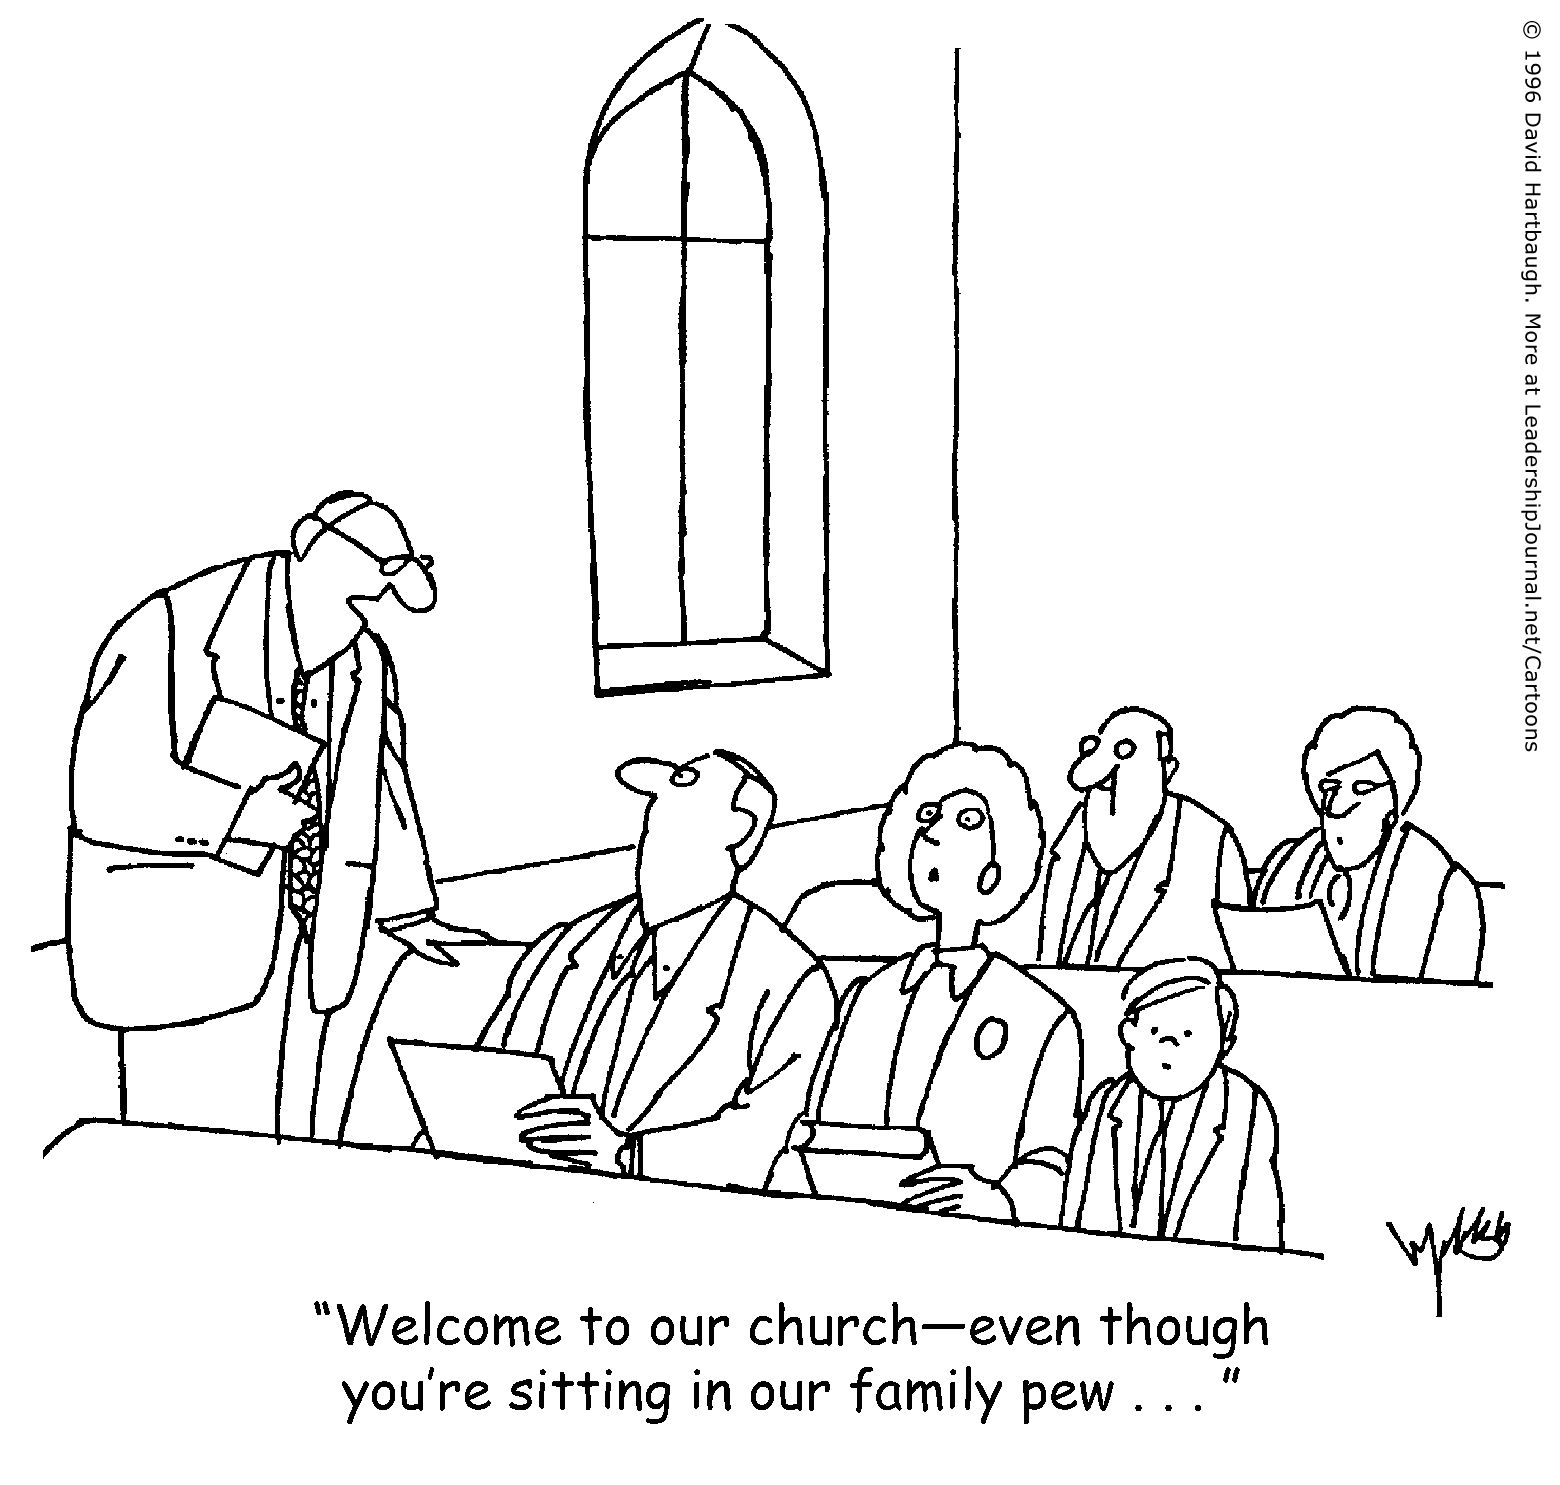 © 1996 David Hartbaugh. More at LeadershipJournal.net/Cartoons
“Welcome to our church—even though
you’re sitting in our family pew . . .”